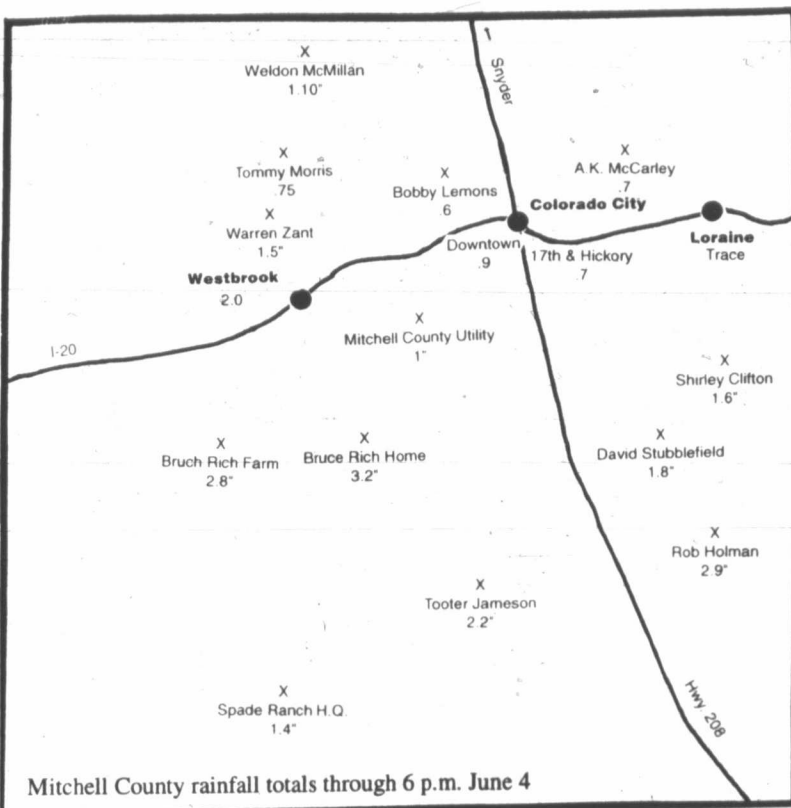 1
Snyder
X
Weldon McMillan
1.10"
X
Tommy Morris
.75
X
Bobby Lemons
.6
X
A.K. McCarley
.7
X
Warren Zant
1.5"
Colorado City
Downtown
.9
17th & Hickory
.7
Loraine
Trace
Westbrook
2.0
I-20
X
Mitchell County Utility
1"
X
Shirley Clifton
1.6"
X
Bruch Rich Farm
2.8"
X
Bruce Rich Home
3.2"
X
David Stubblefield
1.8"
X
Rob Holman
2.9"
X
Tooter Jameson
2.2"
X
Spade Ranch H.Q.
1.4"
Hwy. 208
Mitchell County rainfall totals through 6 p.m. June 4